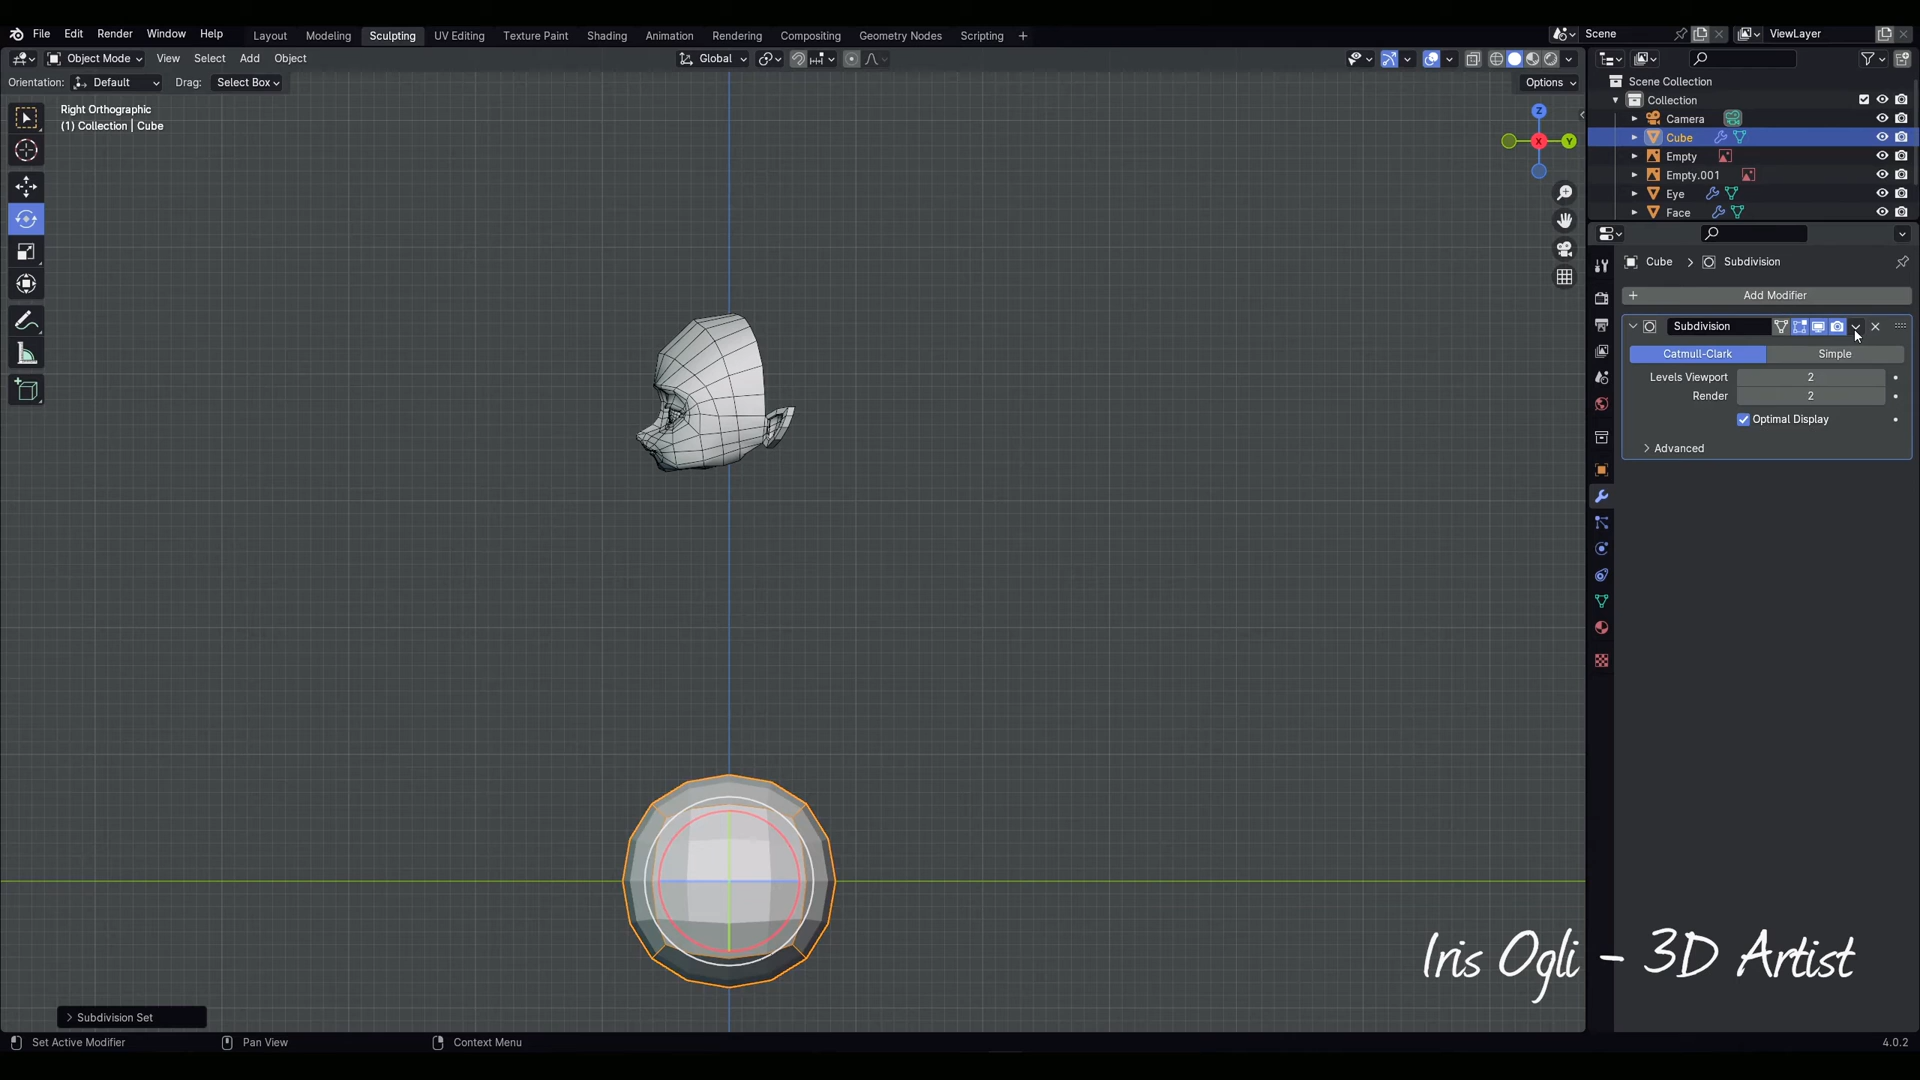 File Edit Render Window Help Layout Modeling Sculpting UV Editing Texture Paint Shading Animation Rendering Compositing Geometry Nodes Scripting Scene ViewLayer
Object Mode View Select Add Object Global
Orientation: Default Drag: Select Box Options
Right Orthographic
(1) Collection | Cube
Z
X
Y
Scene Collection
Collection
Camera
Cube
Empty
Empty.001
Eye
Face
Cube Subdivision
Add Modifier
Subdivision
Catmull-Clark Simple
Levels Viewport 2
Render 2
Optimal Display
Advanced
Iris Ogli - 3D Artist
Subdivision Set
Set Active Modifier Pan View Context Menu 4.0.2